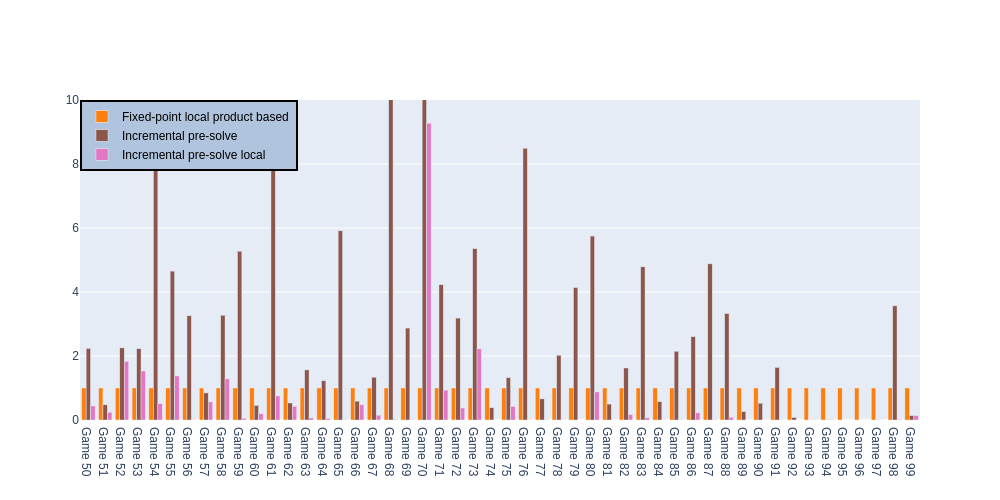 10
8
6
4
2
0
Fixed-point local product based
Incremental pre-solve
Incremental pre-solve local
Game 50
Game 51
Game 52
Game 53
Game 54
Game 55
Game 56
Game 57
Game 58
Game 59
Game 60
Game 61
Game 62
Game 63
Game 64
Game 65
Game 66
Game 67
Game 68
Game 69
Game 70
Game 71
Game 72
Game 73
Game 74
Game 75
Game 76
Game 77
Game 78
Game 79
Game 80
Game 81
Game 82
Game 83
Game 84
Game 85
Game 86
Game 87
Game 88
Game 89
Game 90
Game 91
Game 92
Game 93
Game 94
Game 95
Game 96
Game 97
Game 98
Game 99